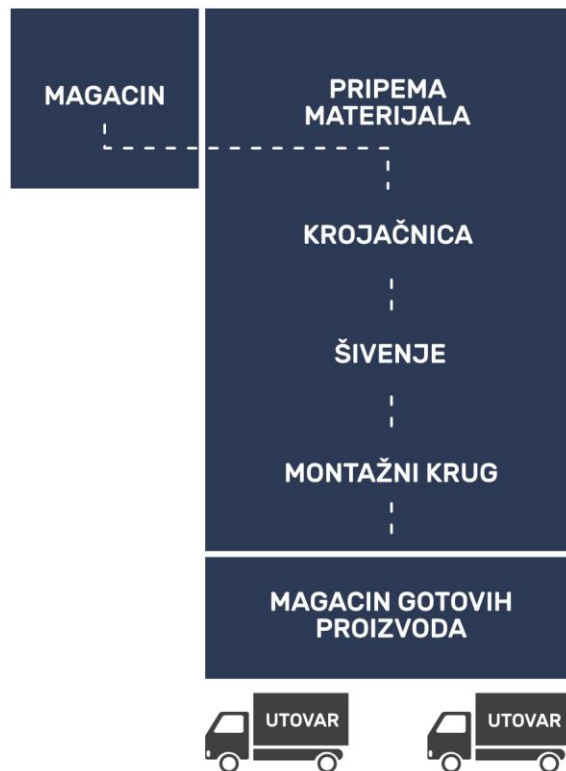 MAGACIN
PRIPEMA
MATERIJALA
KROJAČNICA
ŠIVENJE
MONTAŽNI KRUG
MAGACIN GOTOVIH
PROIZVODA
UTOVAR
UTOVAR